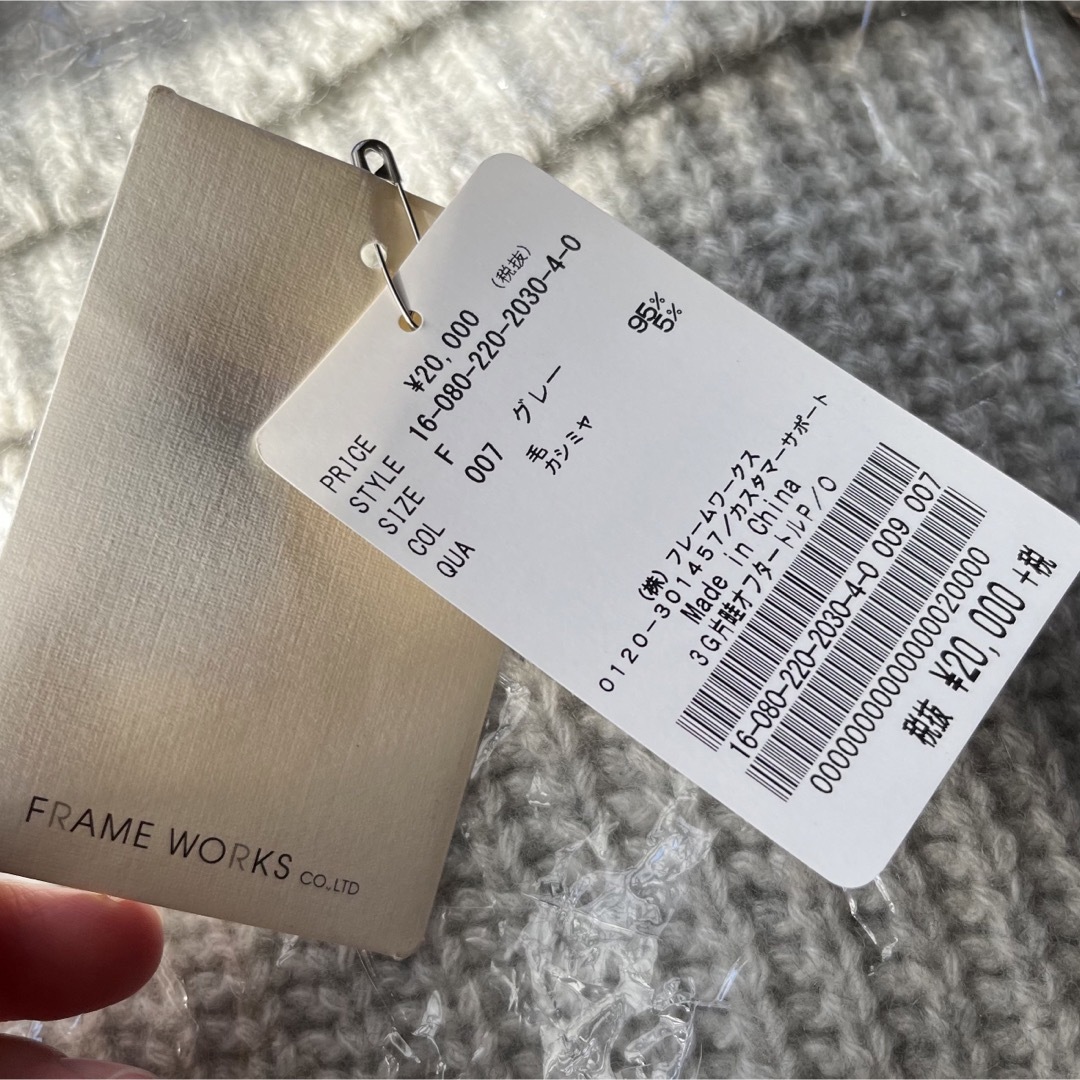 FRAME WORKS CO.,LTD
PRICE ¥20,000 (税抜)
STYLE 16-080-220-2030-4-0
SIZE F
COL 007 グレー
QUA 毛 95%
カシミヤ 5%
(株)フレームワークス
0120-301457/カスタマーサポート
Made in China
3G片畦オフタートルP/O
16-080-220-2030-4-0 009 007
0000000000000000020000
税抜 ¥20,000 +税